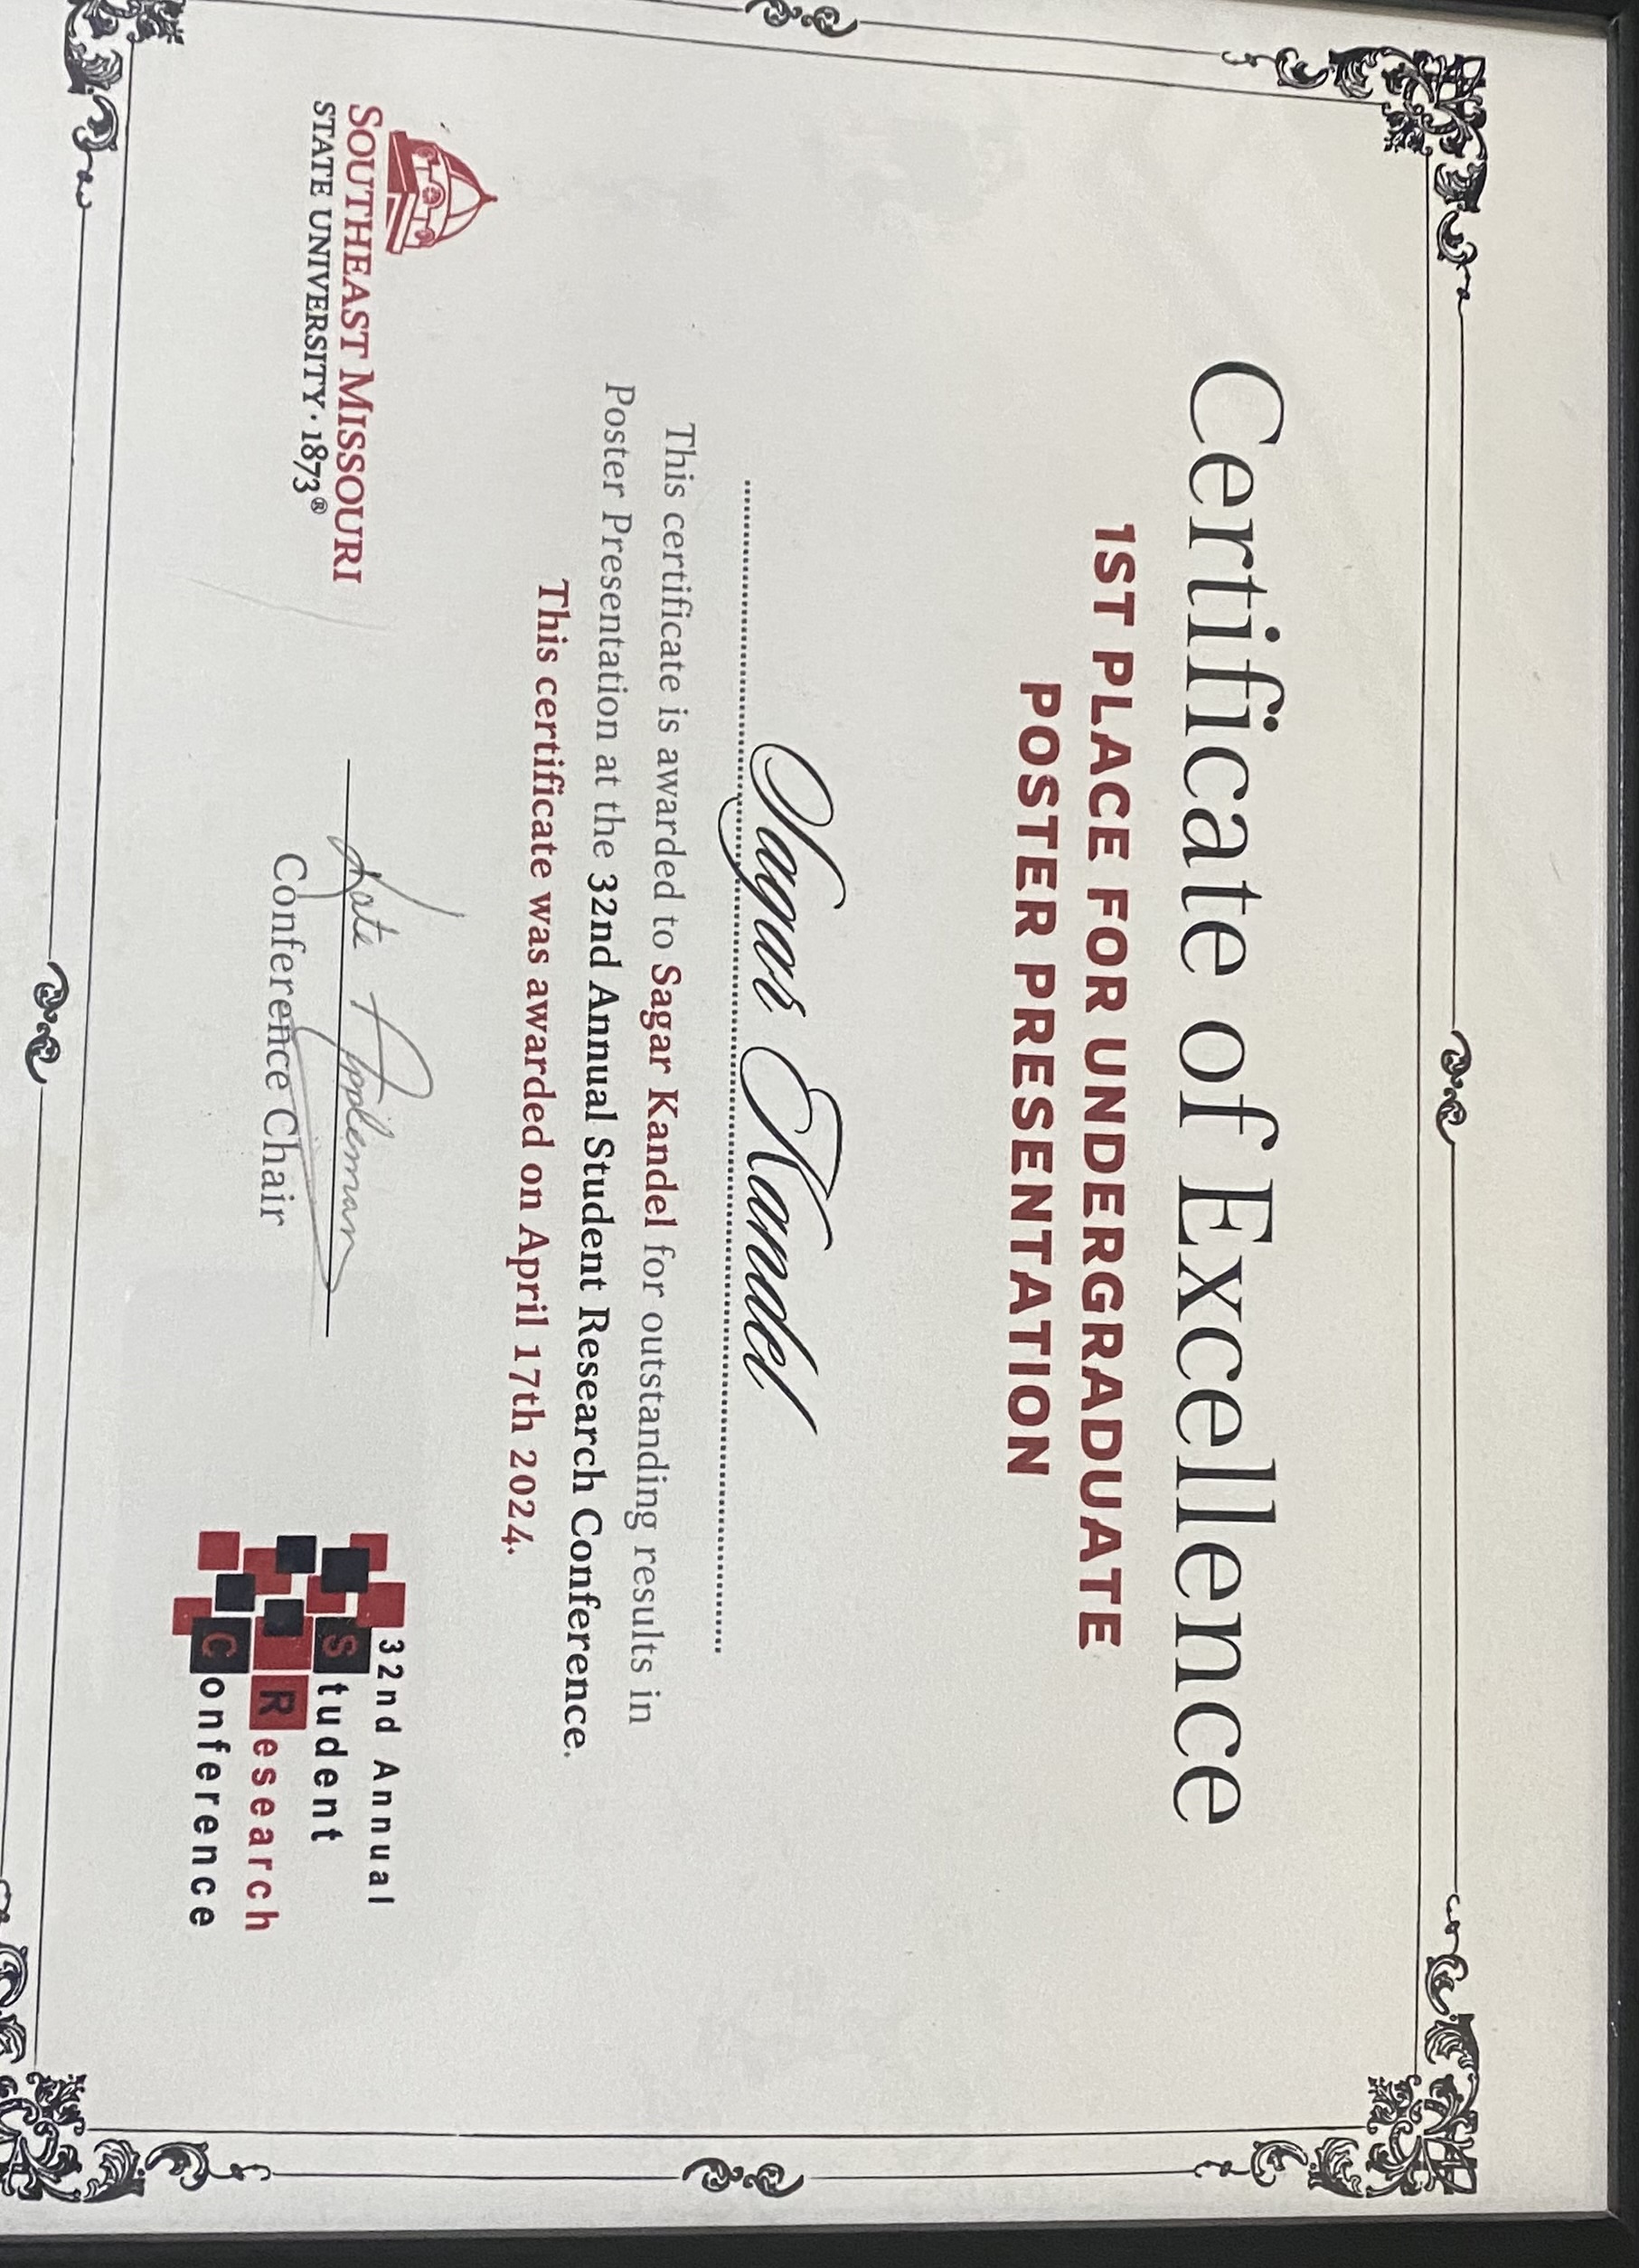 Certificate of Excellence
1ST PLACE FOR UNDERGRADUATE
POSTER PRESENTATION
Sagar Kandel
This certificate is awarded to Sagar Kandel for outstanding results in
Poster Presentation at the 32nd Annual Student Research Conference.
This certificate was awarded on April 17th 2024.
SOUTHEAST MISSOURI
STATE UNIVERSITY · 1873®
Kate Appleman
Conference Chair
32nd Annual
Student
Research
Conference